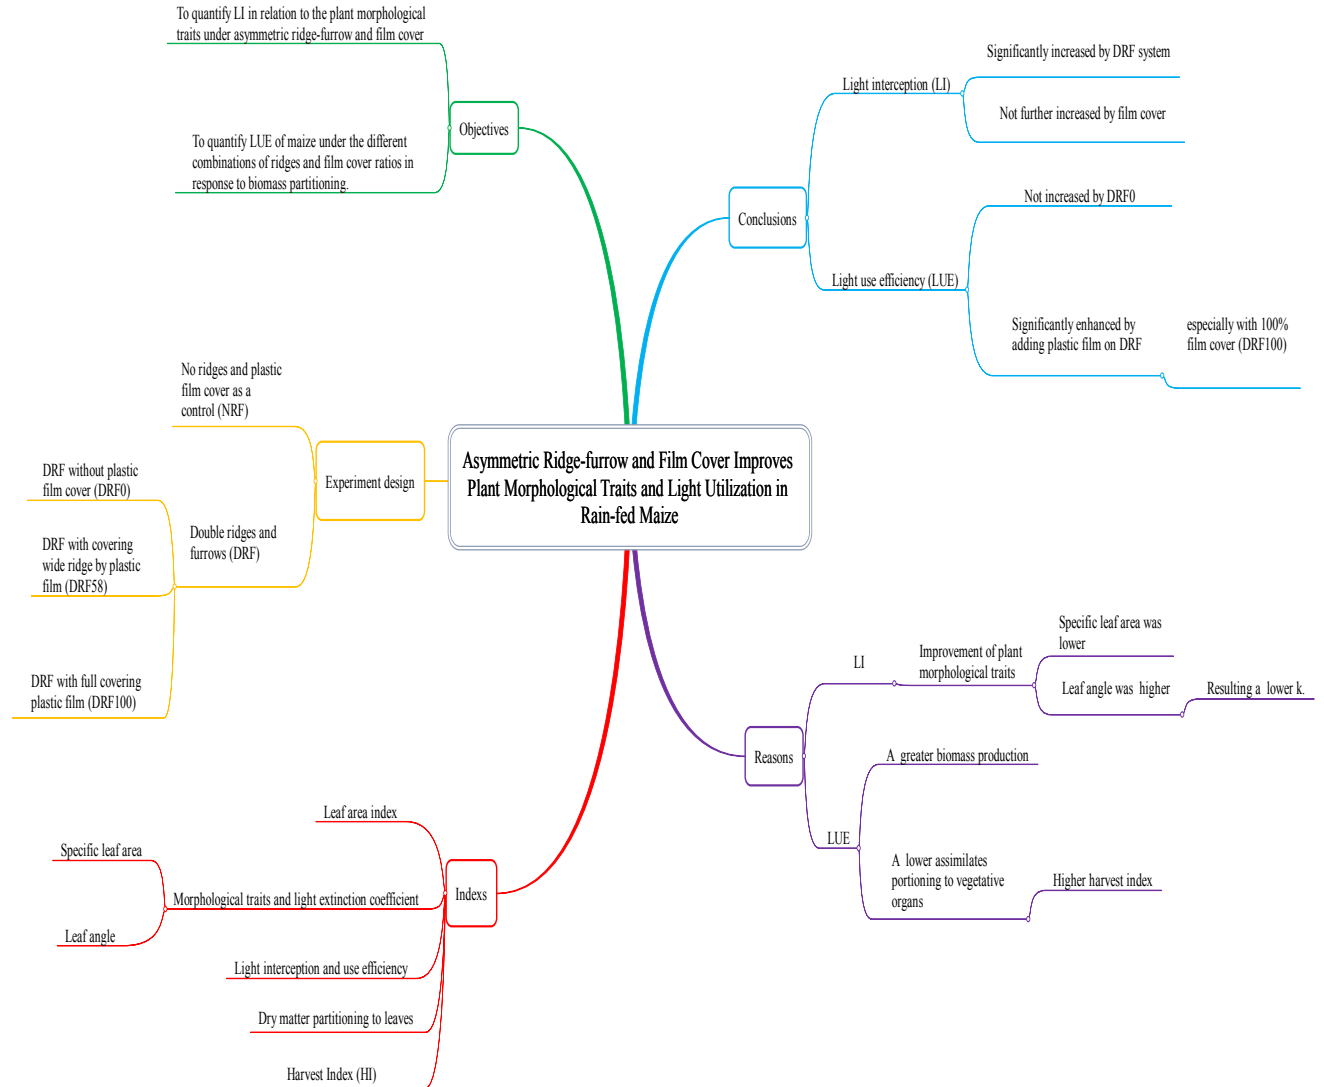 Asymmetric Ridge-furrow and Film Cover Improves
Plant Morphological Traits and Light Utilization in
Rain-fed Maize
Objectives
To quantify LI in relation to the plant morphological
traits under asymmetric ridge-furrow and film cover
To quantify LUE of maize under the different
combinations of ridges and film cover ratios in
response to biomass partitioning.
Conclusions
Light interception (LI)
Significantly increased by DRF system
Not further increased by film cover
Light use efficiency (LUE)
Not increased by DRF0
Significantly enhanced by
adding plastic film on DRF
especially with 100%
film cover (DRF100)
Experiment design
No ridges and plastic
film cover as a
control (NRF)
Double ridges and
furrows (DRF)
DRF without plastic
film cover (DRF0)
DRF with covering
wide ridge by plastic
film (DRF58)
DRF with full covering
plastic film (DRF100)
Reasons
LI
Improvement of plant
morphological traits
Specific leaf area was
lower
Leaf angle was higher
Resulting a lower k.
LUE
A greater biomass production
A lower assimilates
portioning to vegetative
organs
Higher harvest index
Indexs
Leaf area index
Morphological traits and light extinction coefficient
Specific leaf area
Leaf angle
Light interception and use efficiency
Dry matter partitioning to leaves
Harvest Index (HI)